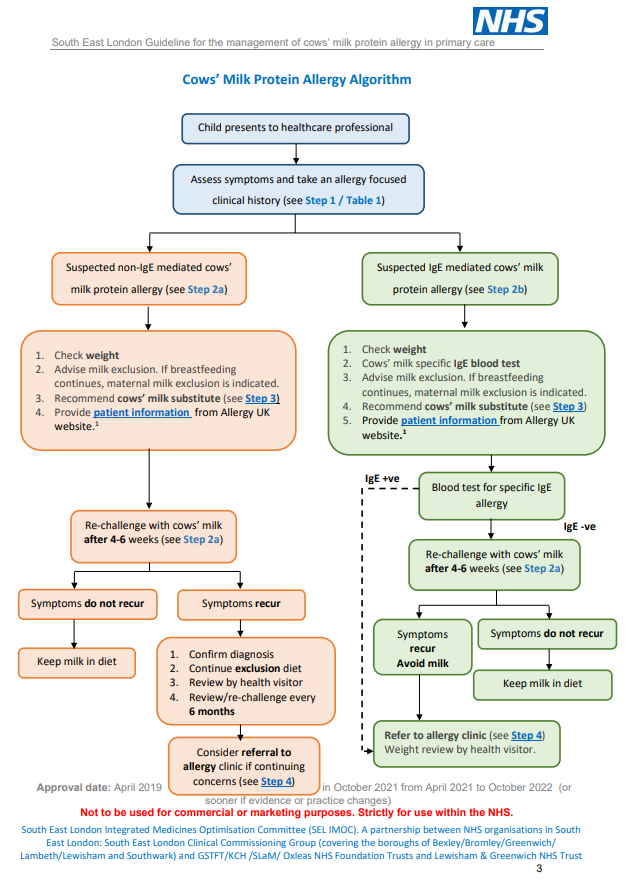 NHS
South East London Guideline for the management of cows' milk protein allergy in primary care
Cows' Milk Protein Allergy Algorithm
Child presents to healthcare professional
Assess symptoms and take an allergy focused
clinical history (see Step 1 / Table 1)
Suspected non-IgE mediated cows'
milk protein allergy (see Step 2a)
Suspected IgE mediated cows' milk
protein allergy (see Step 2b)
1. Check weight
2. Advise milk exclusion. If breastfeeding
continues, maternal milk exclusion is indicated.
3. Recommend cows' milk substitute (see Step 3)
4. Provide patient information from Allergy UK
website.1
1. Check weight
2. Cows' milk specific IgE blood test
3. Advise milk exclusion. If breastfeeding
continues, maternal milk exclusion is indicated.
4. Recommend cows' milk substitute (see Step 3)
5. Provide patient information from Allergy UK
website.1
IgE +ve
Blood test for specific IgE
allergy
IgE -ve
Re-challenge with cows' milk
after 4-6 weeks (see Step 2a)
Re-challenge with cows' milk
after 4-6 weeks (see Step 2a)
Symptoms do not recur
Symptoms recur
Keep milk in diet
1. Confirm diagnosis
2. Continue exclusion diet
3. Review by health visitor
4. Review/re-challenge every
6 months
Symptoms
recur
Avoid milk
Symptoms do not recur
Keep milk in diet
Refer to allergy clinic (see Step 4)
Weight review by health visitor.
Consider referral to
allergy clinic if continuing
concerns (see Step 4)
Approval date: April 2019 in October 2021 from April 2021 to October 2022 (or
sooner if evidence or practice changes)
Not to be used for commercial or marketing purposes. Strictly for use within the NHS.
South East London Integrated Medicines Optimisation Committee (SEL IMOC). A partnership between NHS organisations in South
East London: South East London Clinical Commissioning Group (covering the boroughs of Bexley/Bromley/Greenwich/
Lambeth/Lewisham and Southwark) and GSTFT/KCH /SLaM/ Oxleas NHS Foundation Trusts and Lewisham & Greenwich NHS Trust
3